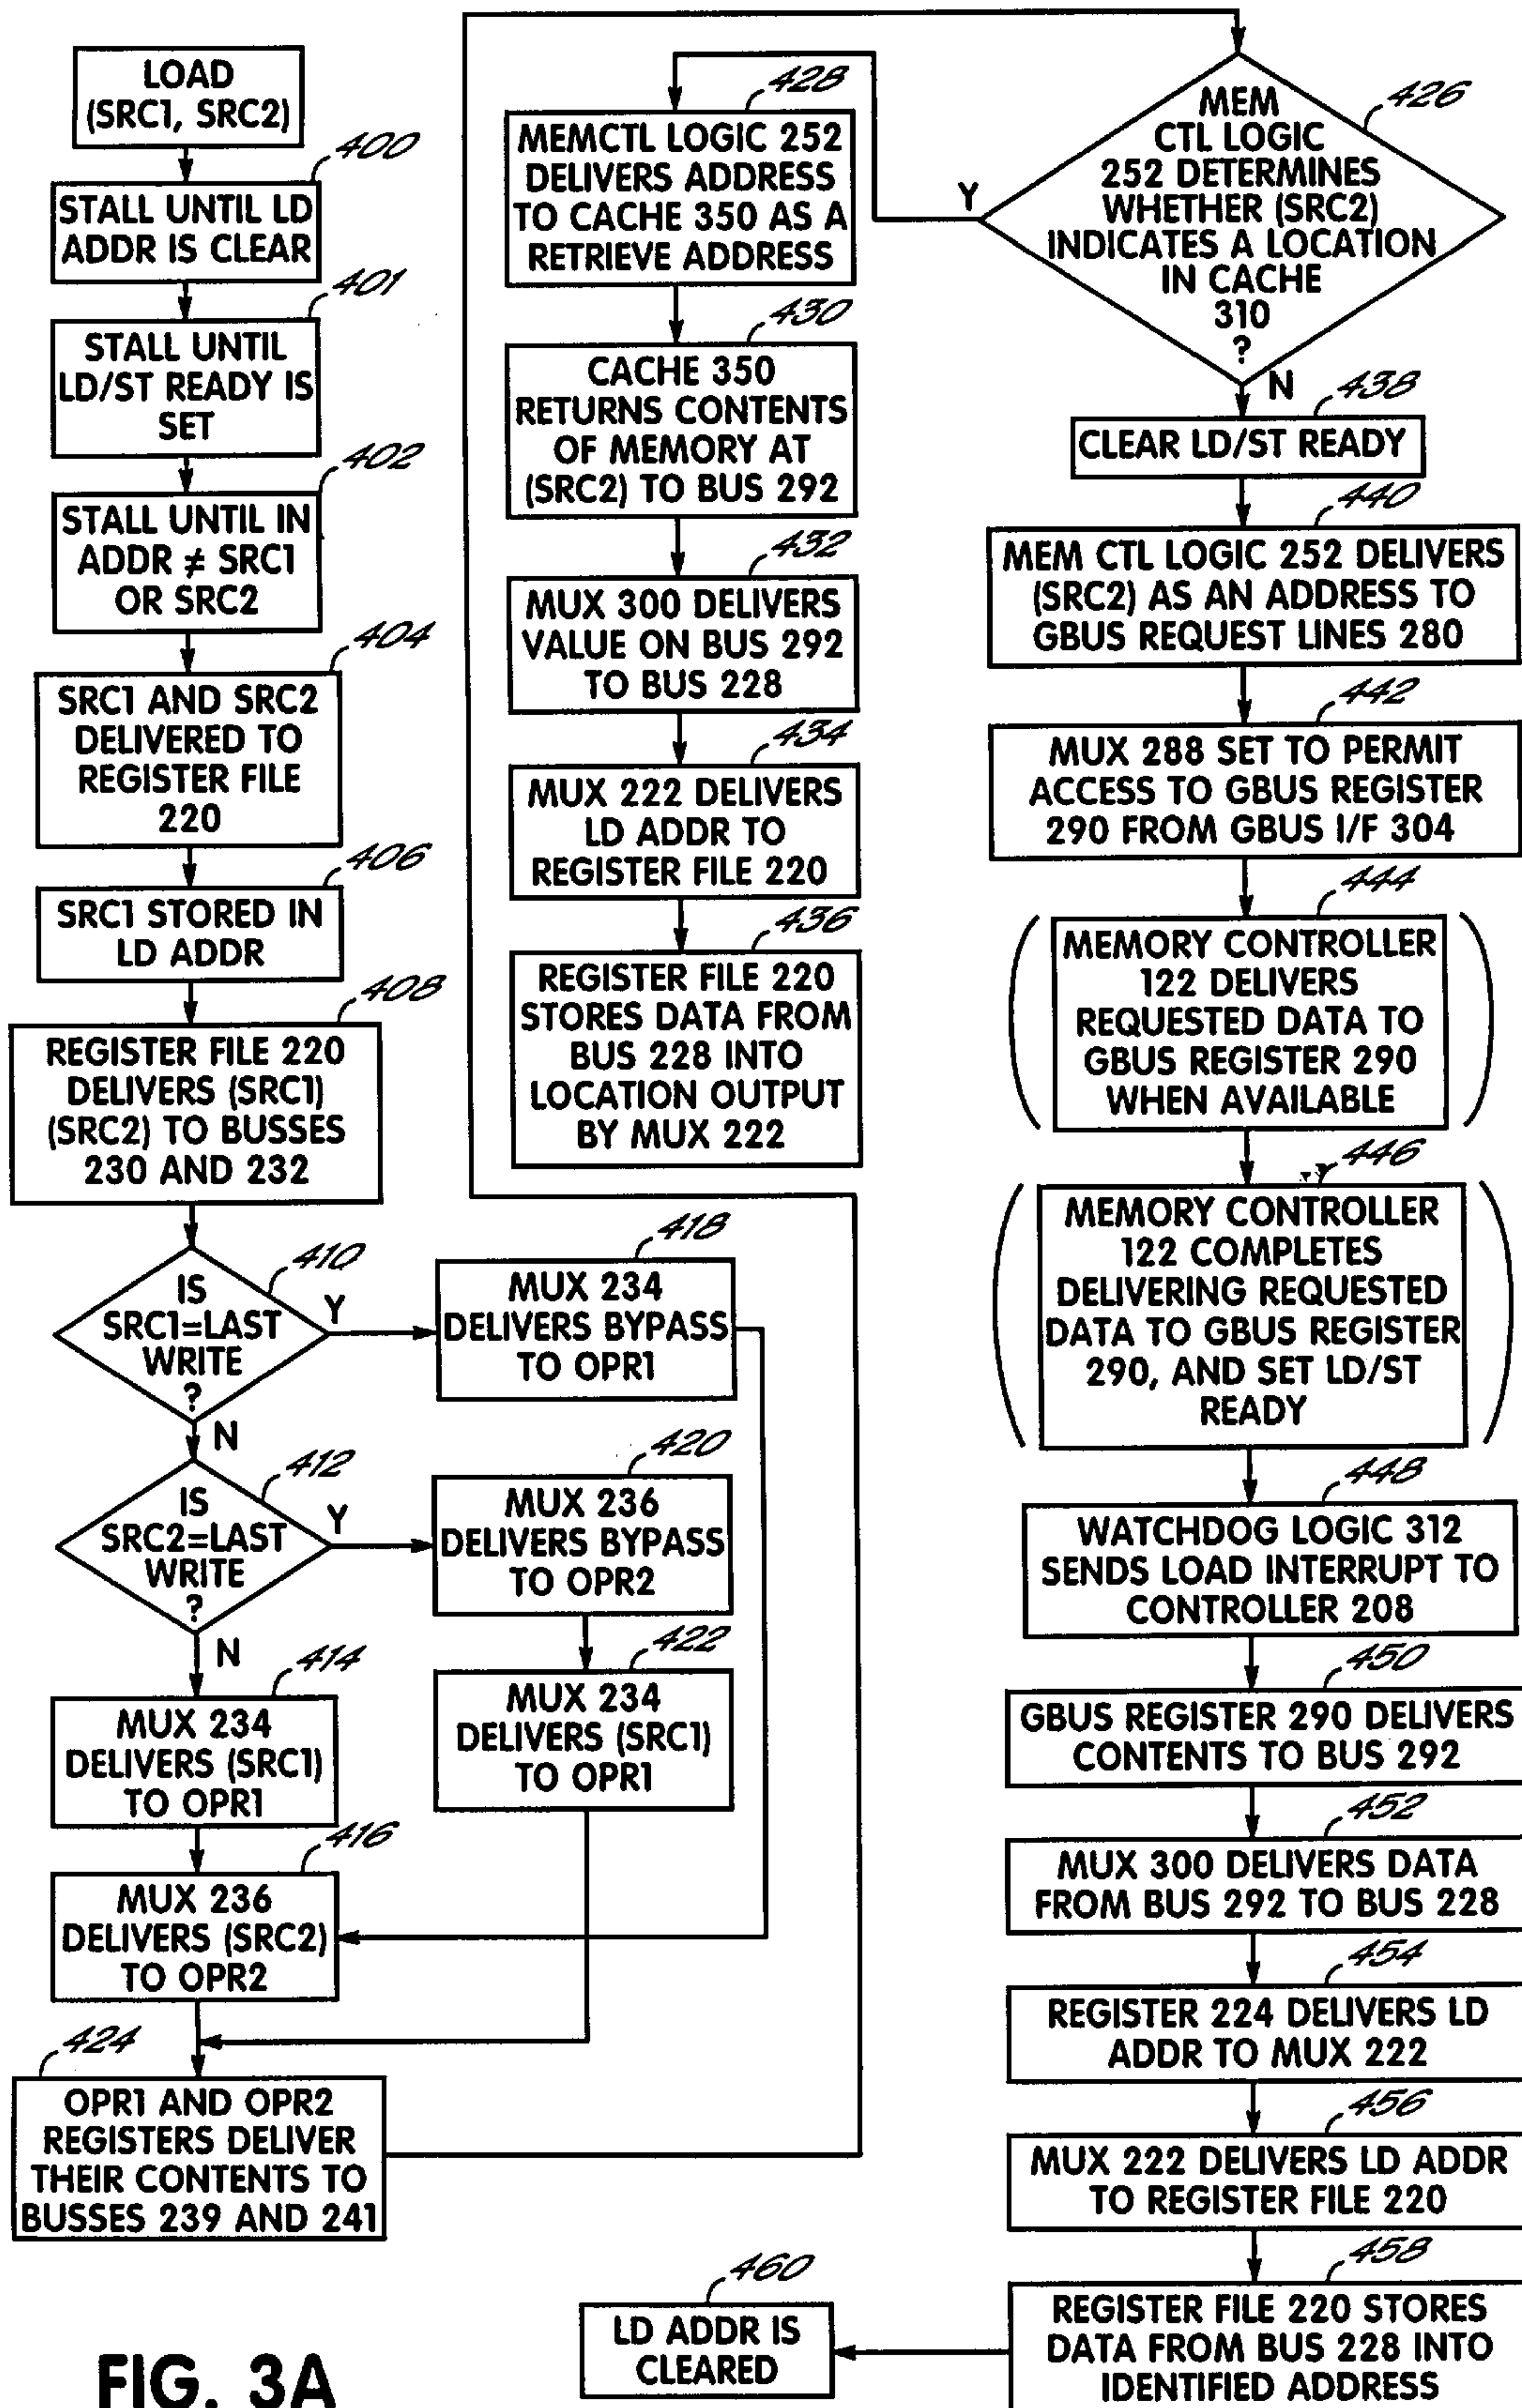 LOAD
(SRC1, SRC2)
400
STALL UNTIL LD
ADDR IS CLEAR
401
STALL UNTIL
LD/ST READY IS
SET
402
STALL UNTIL IN
ADDR ≠ SRC1
OR SRC2
404
SRC1 AND SRC2
DELIVERED TO
REGISTER FILE
220
406
SRC1 STORED IN
LD ADDR
408
REGISTER FILE 220
DELIVERS (SRC1)
(SRC2) TO BUSSES
230 AND 232
410
IS
SRC1=LAST
WRITE
?
Y
N
412
IS
SRC2=LAST
WRITE
?
Y
N
414
MUX 234
DELIVERS (SRC1)
TO OPR1
416
MUX 236
DELIVERS (SRC2)
TO OPR2
418
MUX 234
DELIVERS BYPASS
TO OPR1
420
MUX 236
DELIVERS BYPASS
TO OPR2
422
MUX 234
DELIVERS (SRC1)
TO OPR1
424
OPR1 AND OPR2
REGISTERS DELIVER
THEIR CONTENTS TO
BUSSES 239 AND 241
426
MEM
CTL LOGIC
252 DETERMINES
WHETHER (SRC2)
INDICATES A LOCATION
IN CACHE
310
?
Y
N
428
MEMCTL LOGIC 252
DELIVERS ADDRESS
TO CACHE 350 AS A
RETRIEVE ADDRESS
430
CACHE 350
RETURNS CONTENTS
OF MEMORY AT
(SRC2) TO BUS 292
432
MUX 300 DELIVERS
VALUE ON BUS 292
TO BUS 228
434
MUX 222 DELIVERS
LD ADDR TO
REGISTER FILE 220
436
REGISTER FILE 220
STORES DATA FROM
BUS 228 INTO
LOCATION OUTPUT
BY MUX 222
438
CLEAR LD/ST READY
440
MEM CTL LOGIC 252 DELIVERS
(SRC2) AS AN ADDRESS TO
GBUS REQUEST LINES 280
442
MUX 288 SET TO PERMIT
ACCESS TO GBUS REGISTER
290 FROM GBUS I/F 304
444
MEMORY CONTROLLER
122 DELIVERS
REQUESTED DATA TO
GBUS REGISTER 290
WHEN AVAILABLE
446
MEMORY CONTROLLER
122 COMPLETES
DELIVERING REQUESTED
DATA TO GBUS REGISTER
290, AND SET LD/ST
READY
448
WATCHDOG LOGIC 312
SENDS LOAD INTERRUPT TO
CONTROLLER 208
450
GBUS REGISTER 290 DELIVERS
CONTENTS TO BUS 292
452
MUX 300 DELIVERS DATA
FROM BUS 292 TO BUS 228
454
REGISTER 224 DELIVERS LD
ADDR TO MUX 222
456
MUX 222 DELIVERS LD ADDR
TO REGISTER FILE 220
458
REGISTER FILE 220 STORES
DATA FROM BUS 228 INTO
IDENTIFIED ADDRESS
460
LD ADDR IS
CLEARED
FIG. 3A